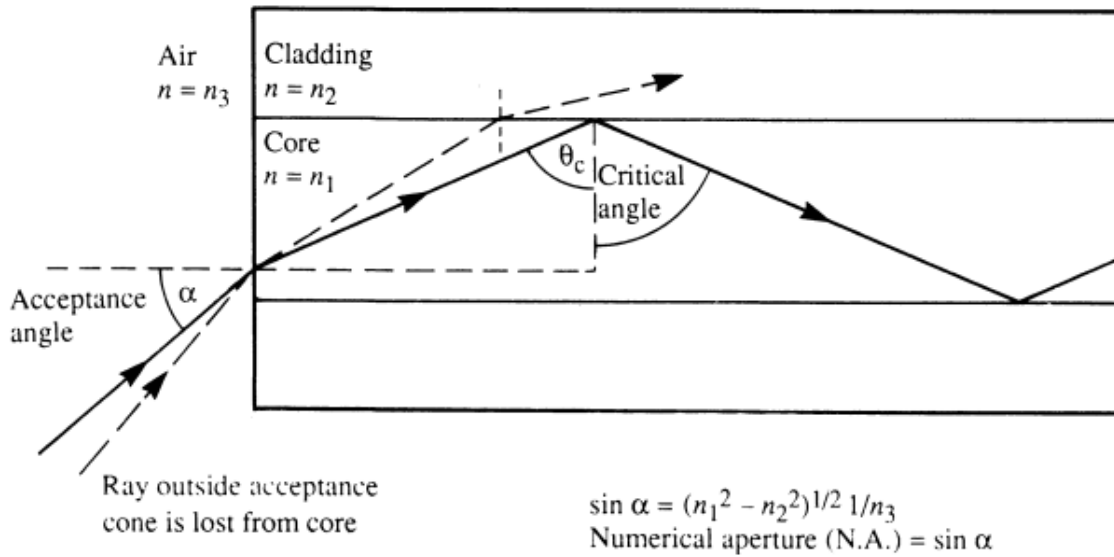 Air
n = n₃
Cladding
n = n₂
Core
n = n₁
θc
Critical
angle
α
Acceptance
angle
Ray outside acceptance
cone is lost from core
sin α = (n₁² − n₂²)¹/² 1/n₃
Numerical aperture (N.A.) = sin α